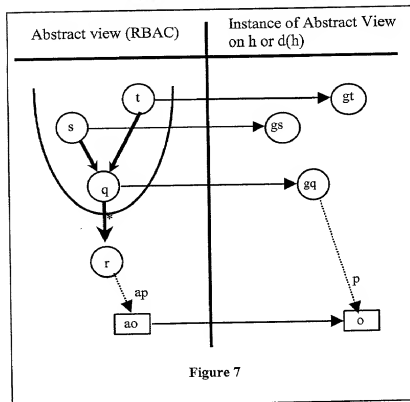 Abstract view (RBAC)
Instance of Abstract View
on h or d(h)
t
gt
s
gs
q
gq
*
r
ap
p
ao
o
Figure 7